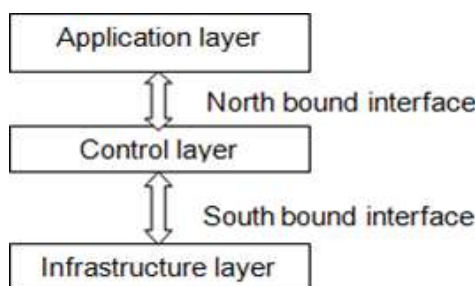 Application layer
North bound interface
Control layer
South bound interface
Infrastructure layer